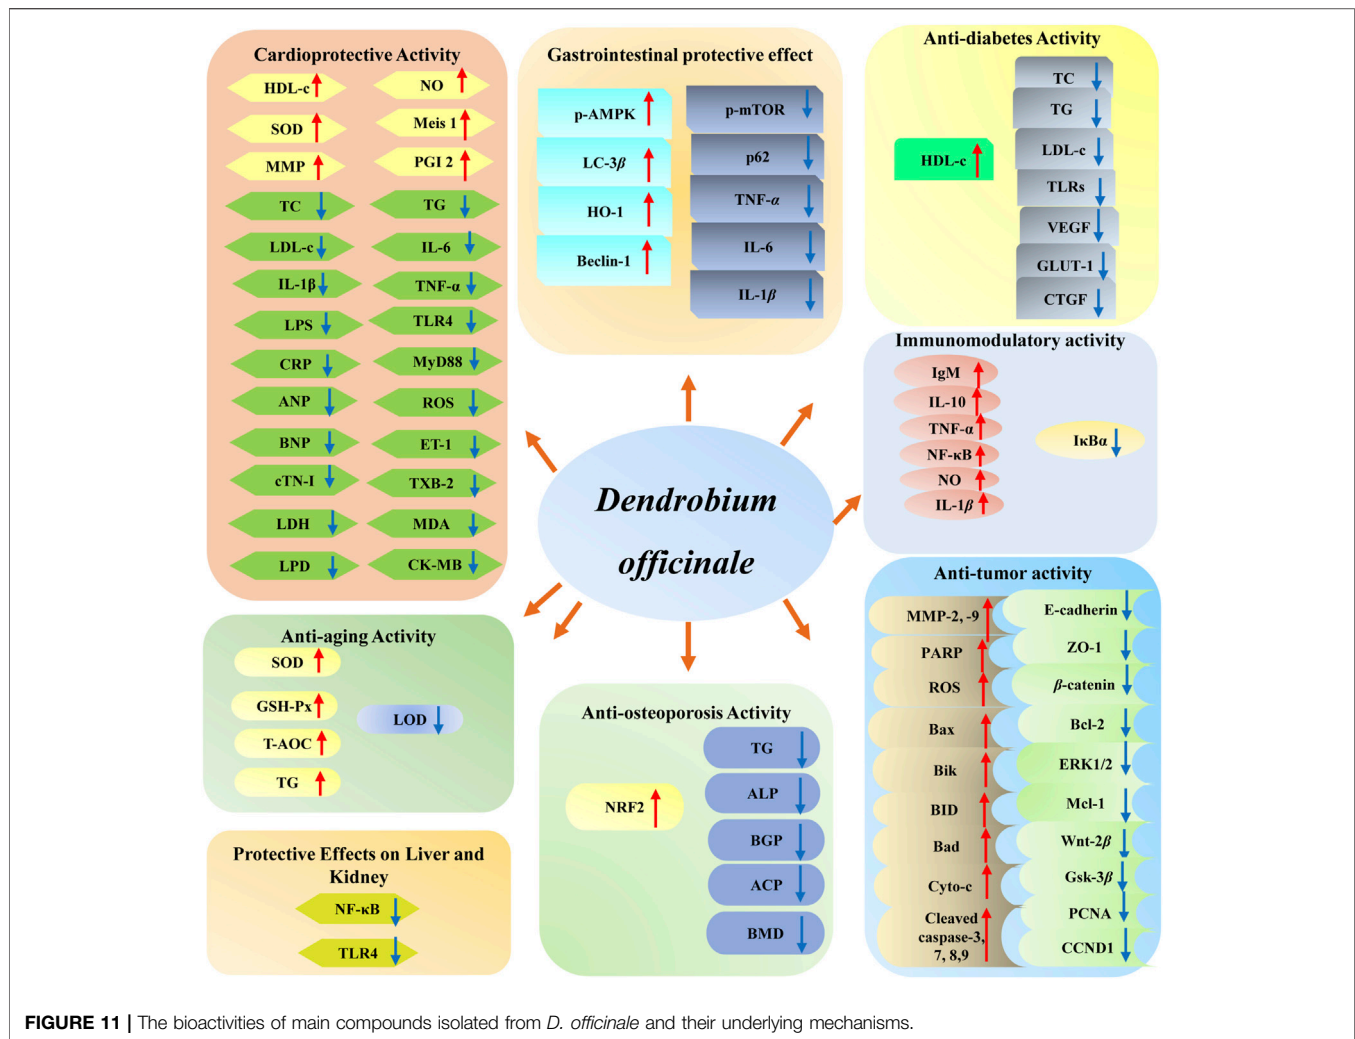 Cardioprotective Activity
HDL-c
NO
SOD
Meis 1
MMP
PGI 2
TC
TG
LDL-c
IL-6
IL-1β
TNF-α
LPS
TLR4
CRP
MyD88
ANP
ROS
BNP
ET-1
cTN-I
TXB-2
LDH
MDA
LPD
CK-MB
Gastrointestinal protective effect
p-AMPK
LC-3β
HO-1
Beclin-1
p-mTOR
p62
TNF-α
IL-6
IL-1β
Anti-diabetes Activity
HDL-c
TC
TG
LDL-c
TLRs
VEGF
GLUT-1
CTGF
Immunomodulatory activity
IgM
IL-10
TNF-α
NF-κB
NO
IL-1β
IκBα
Dendrobium
officinale
Anti-aging Activity
SOD
GSH-Px
T-AOC
TG
LOD
Protective Effects on Liver and
Kidney
NF-κB
TLR4
Anti-osteoporosis Activity
NRF2
TG
ALP
BGP
ACP
BMD
Anti-tumor activity
MMP-2, -9
PARP
ROS
Bax
Bik
BID
Bad
Cyto-c
Cleaved
caspase-3,
7, 8,9
E-cadherin
ZO-1
β-catenin
Bcl-2
ERK1/2
Mcl-1
Wnt-2β
Gsk-3β
PCNA
CCND1
FIGURE 11 | The bioactivities of main compounds isolated from D. officinale and their underlying mechanisms.